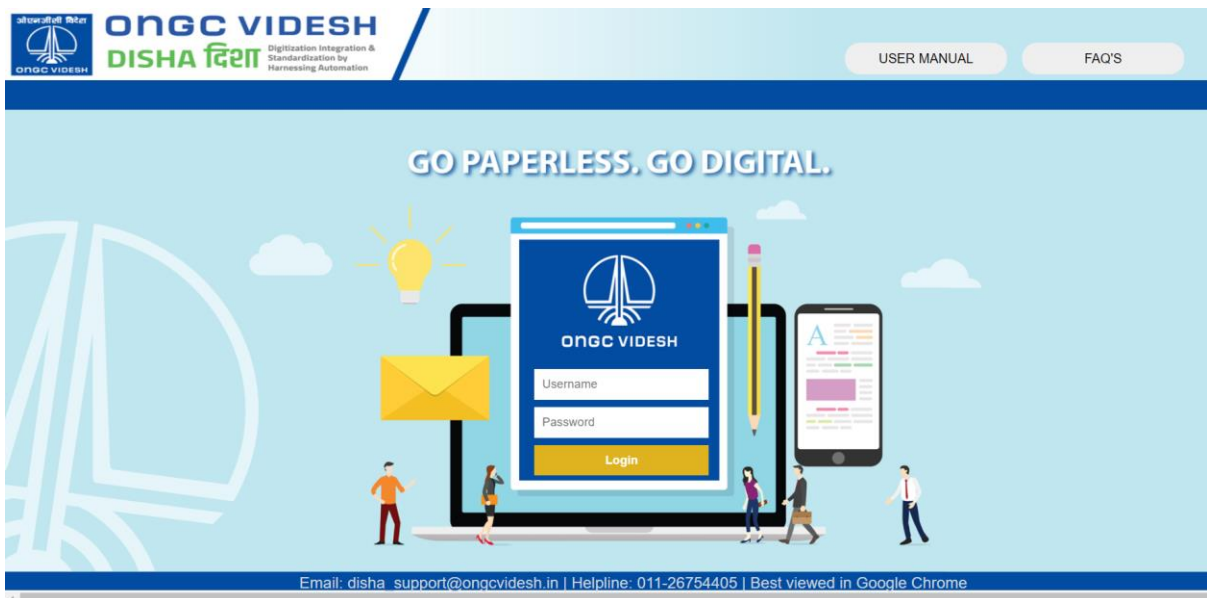 ओएनजीसी विदेश
ONGC VIDESH
ONGC VIDESH
DISHA दिशा
Digitization Integration &
Standardization by
Harnessing Automation
USER MANUAL
FAQ'S
GO PAPERLESS. GO DIGITAL.
ONGC VIDESH
Username
Password
Login
A
Email: disha_support@ongcvidesh.in | Helpline: 011-26754405 | Best viewed in Google Chrome